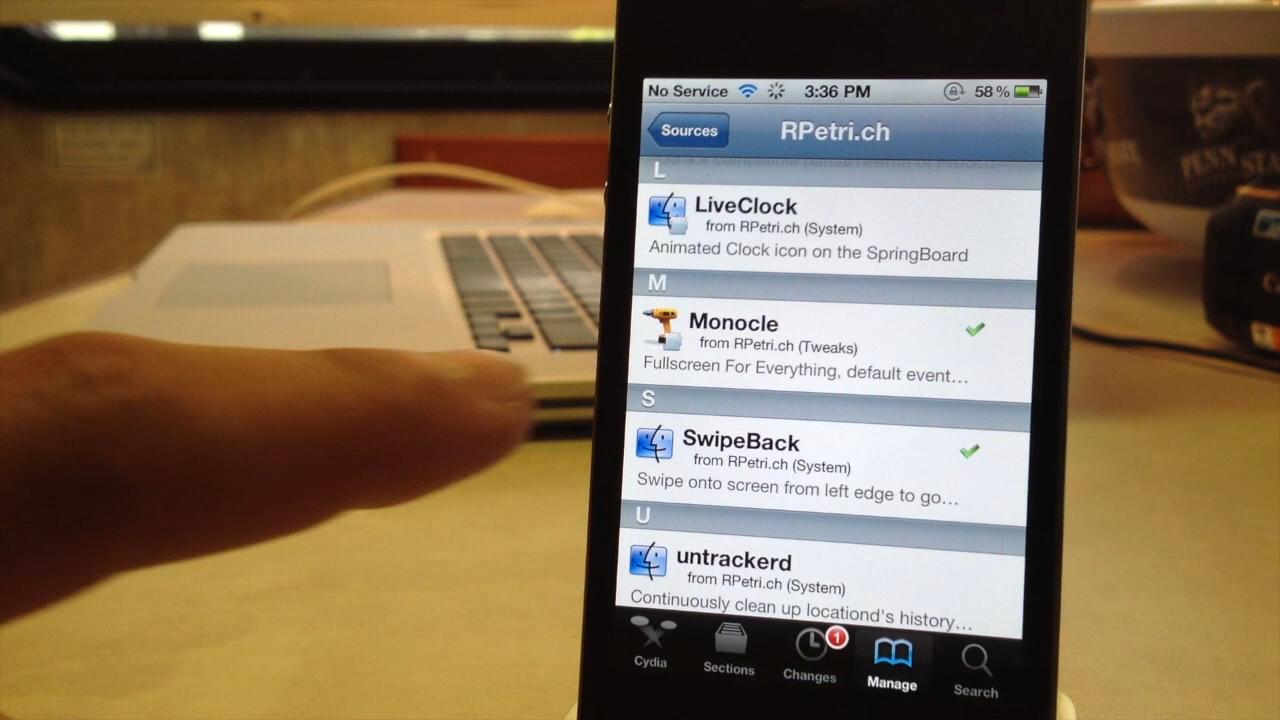 No Service 3:36 PM 58 %
Sources RPetri.ch
L
LiveClock
from RPetri.ch (System)
Animated Clock icon on the SpringBoard
M
Monocle
from RPetri.ch (Tweaks)
Fullscreen For Everything, default event…
S
SwipeBack
from RPetri.ch (System)
Swipe onto screen from left edge to go…
U
untrackerd
from RPetri.ch (System)
Continuously clean up locationd's history…
1
Cydia Sections Changes Manage Search
PENN STA